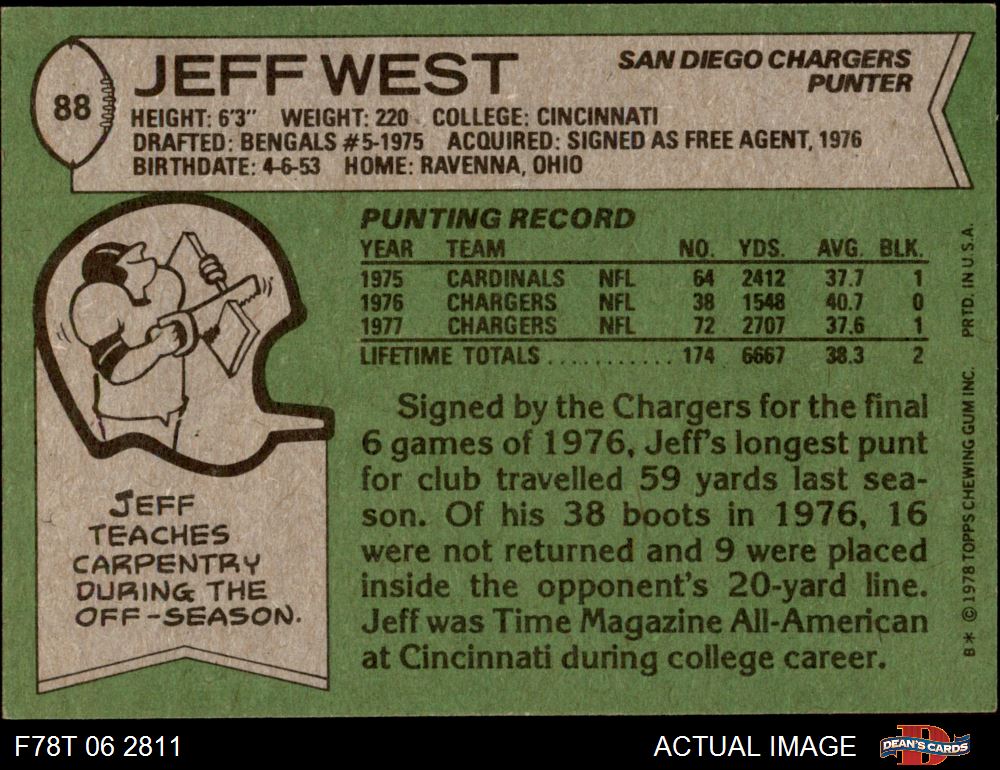 88
JEFF WEST
SAN DIEGO CHARGERS
PUNTER
HEIGHT: 6'3" WEIGHT: 220 COLLEGE: CINCINNATI
DRAFTED: BENGALS #5-1975 ACQUIRED: SIGNED AS FREE AGENT, 1976
BIRTHDATE: 4-6-53 HOME: RAVENNA, OHIO
PUNTING RECORD
YEAR TEAM NO. YDS. AVG. BLK.
1975 CARDINALS NFL 64 2412 37.7 1
1976 CHARGERS NFL 38 1548 40.7 0
1977 CHARGERS NFL 72 2707 37.6 1
LIFETIME TOTALS ............ 174 6667 38.3 2
Signed by the Chargers for the final
6 games of 1976, Jeff's longest punt
for club travelled 59 yards last sea-
son. Of his 38 boots in 1976, 16
were not returned and 9 were placed
inside the opponent's 20-yard line.
Jeff was Time Magazine All-American
at Cincinnati during college career.
JEFF
TEACHES
CARPENTRY
DURING THE
OFF-SEASON.
B* © 1978 TOPPS CHEWING GUM INC. PRTD. IN U.S.A.
F78T 06 2811
ACTUAL IMAGE
D
DEAN'S CARDS